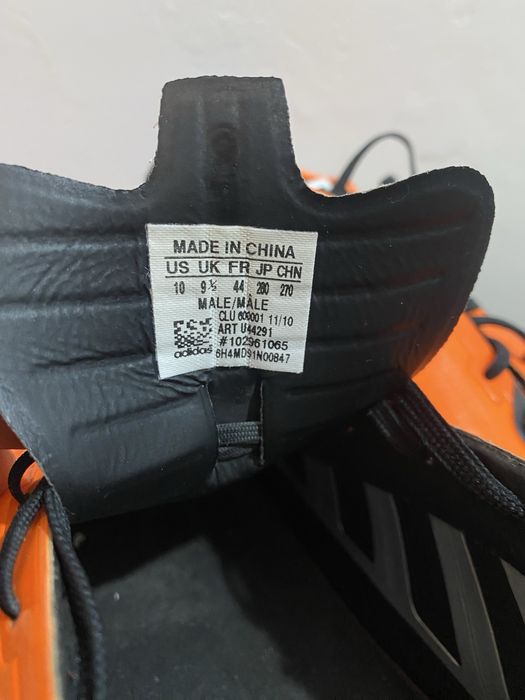 MADE IN CHINA
US UK FR JP CHN
10 9½ 44 280 270
MALE/MALE
CLU 600001 11/10
ART U44291
#102961065
adidas 6H4MD91N00847